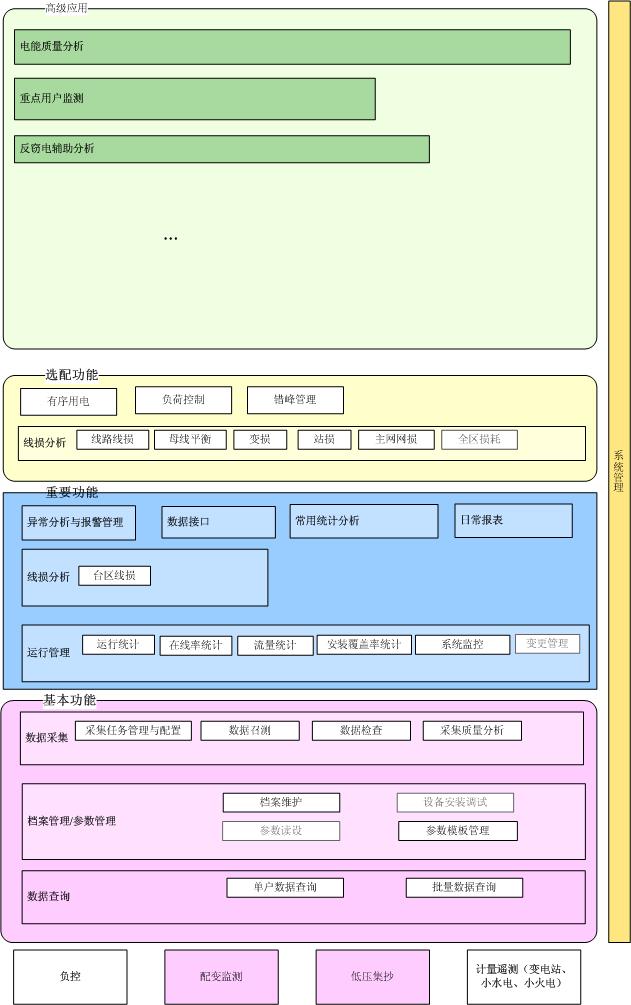 高级应用
电能质量分析
重点用户监测
反窃电辅助分析
...
选配功能
有序用电
负荷控制
错峰管理
线损分析
线路线损
母线平衡
变损
站损
主网网损
全区损耗
重要功能
异常分析与报警管理
数据接口
常用统计分析
日常报表
线损分析
台区线损
运行管理
运行统计
在线率统计
流量统计
安装覆盖率统计
系统监控
变更管理
基本功能
数据采集
采集任务管理与配置
数据召测
数据检查
采集质量分析
档案管理/参数管理
档案维护
设备安装调试
参数读设
参数模板管理
数据查询
单户数据查询
批量数据查询
负控
配变监测
低压集抄
计量遥测（变电站、
小水电、小火电）
系统管理